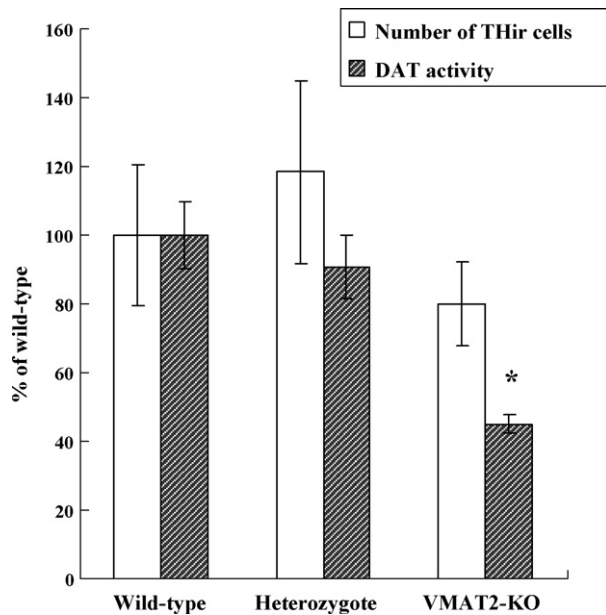 160
Number of THir cells
DAT activity
140
120
100
80
60
40
20
0
% of wild-type
*
Wild-type Heterozygote VMAT2-KO